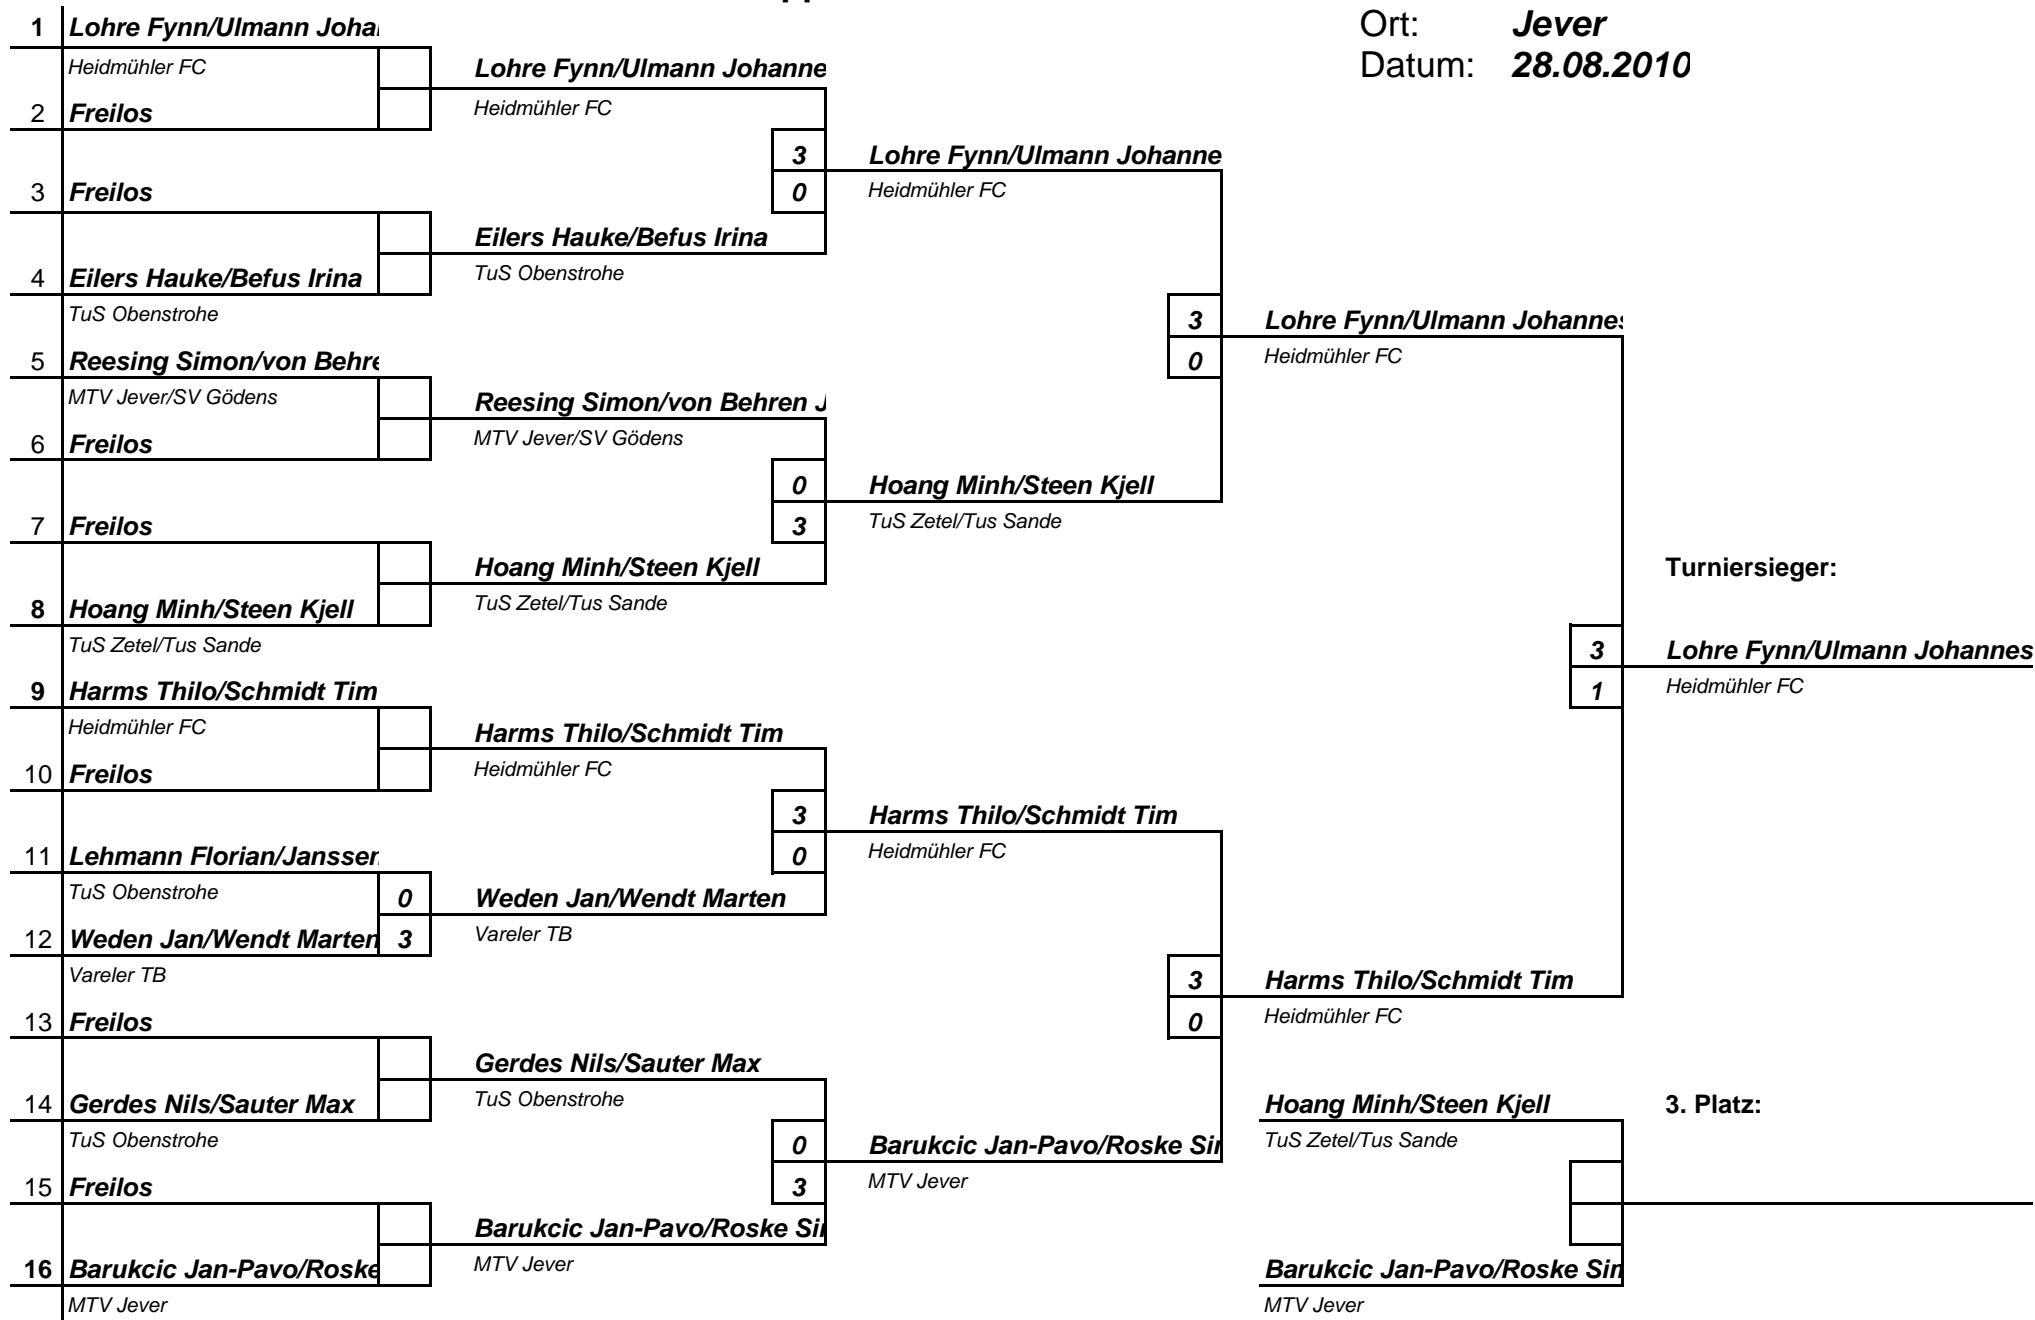 Ort: Jever
Datum: 28.08.2010
1 Lohre Fynn/Ulmann Joha
Heidmühler FC
2 Freilos
3 Freilos
4 Eilers Hauke/Befus Irina
TuS Obenstrohe
5 Reesing Simon/von Behre
MTV Jever/SV Gödens
6 Freilos
7 Freilos
8 Hoang Minh/Steen Kjell
TuS Zetel/Tus Sande
9 Harms Thilo/Schmidt Tim
Heidmühler FC
10 Freilos
11 Lehmann Florian/Janssen
TuS Obenstrohe
0
12 Weden Jan/Wendt Marten 3
Vareler TB
13 Freilos
14 Gerdes Nils/Sauter Max
TuS Obenstrohe
15 Freilos
16 Barukcic Jan-Pavo/Roske
MTV Jever
Lohre Fynn/Ulmann Johanne
Heidmühler FC
3
0
Eilers Hauke/Befus Irina
TuS Obenstrohe
Reesing Simon/von Behren J
MTV Jever/SV Gödens
0
3
Hoang Minh/Steen Kjell
TuS Zetel/Tus Sande
Harms Thilo/Schmidt Tim
Heidmühler FC
3
0
Weden Jan/Wendt Marten
Vareler TB
Gerdes Nils/Sauter Max
TuS Obenstrohe
0
3
Barukcic Jan-Pavo/Roske Sir
MTV Jever
Lohre Fynn/Ulmann Johanne
Heidmühler FC
3
0
Hoang Minh/Steen Kjell
TuS Zetel/Tus Sande
Harms Thilo/Schmidt Tim
Heidmühler FC
3
0
Barukcic Jan-Pavo/Roske Sir
MTV Jever
Lohre Fynn/Ulmann Johannes
Heidmühler FC
3
1
Harms Thilo/Schmidt Tim
Heidmühler FC
Turniersieger:
Lohre Fynn/Ulmann Johannes
Heidmühler FC
Hoang Minh/Steen Kjell
TuS Zetel/Tus Sande
3. Platz:
Barukcic Jan-Pavo/Roske Sim
MTV Jever